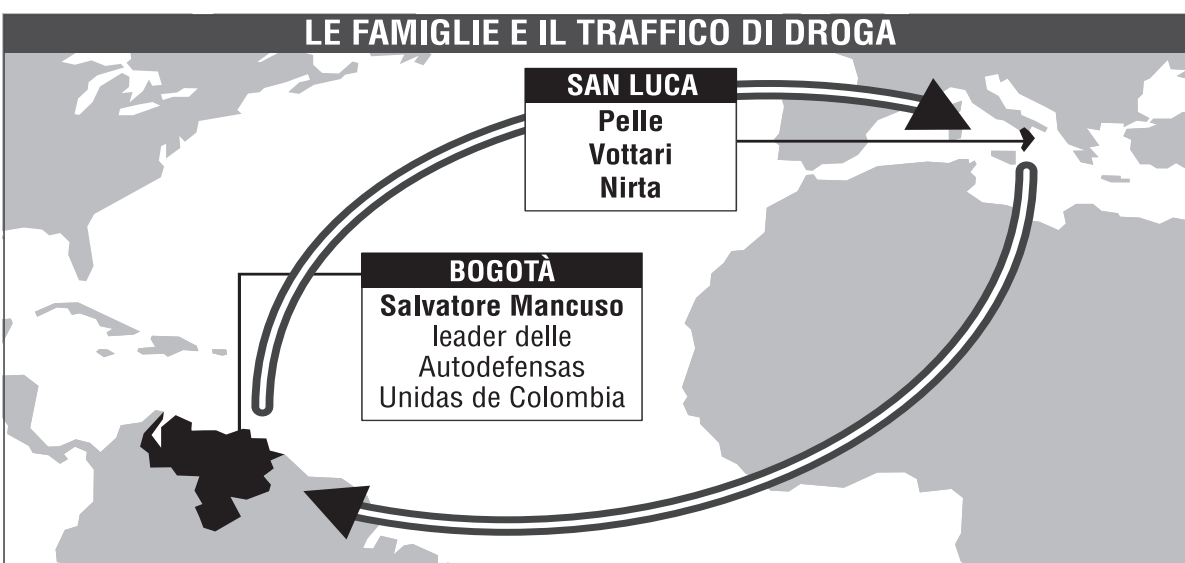 LE FAMIGLIE E IL TRAFFICO DI DROGA
SAN LUCA
Pelle
Vottari
Nirta
BOGOTÀ
Salvatore Mancuso
leader delle
Autodefensas
Unidas de Colombia